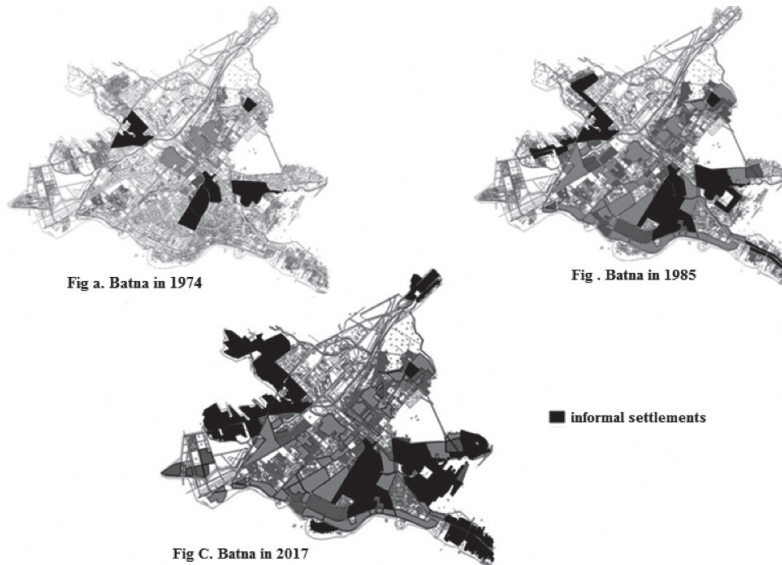 Fig a. Batna in 1974
Fig . Batna in 1985
informal settlements
Fig C. Batna in 2017